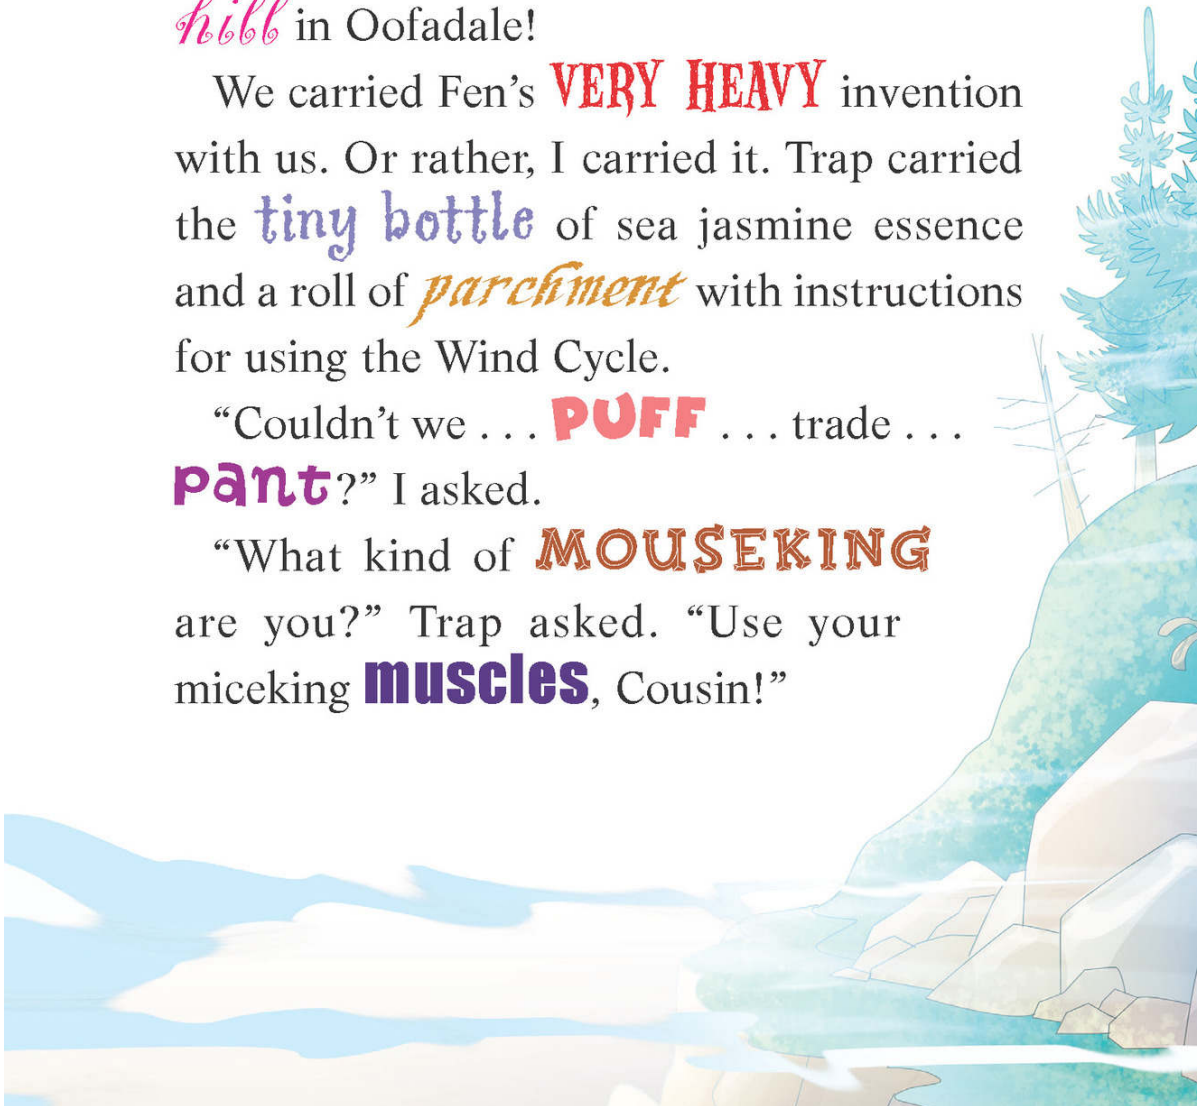 hill in Oofadale!
We carried Fen’s VERY HEAVY invention
with us. Or rather, I carried it. Trap carried
the tiny bottle of sea jasmine essence
and a roll of parchment with instructions
for using the Wind Cycle.
“Couldn’t we . . . PUFF . . . trade . . .
pant?” I asked.
“What kind of MOUSEKING
are you?” Trap asked. “Use your
miceking muscles, Cousin!”